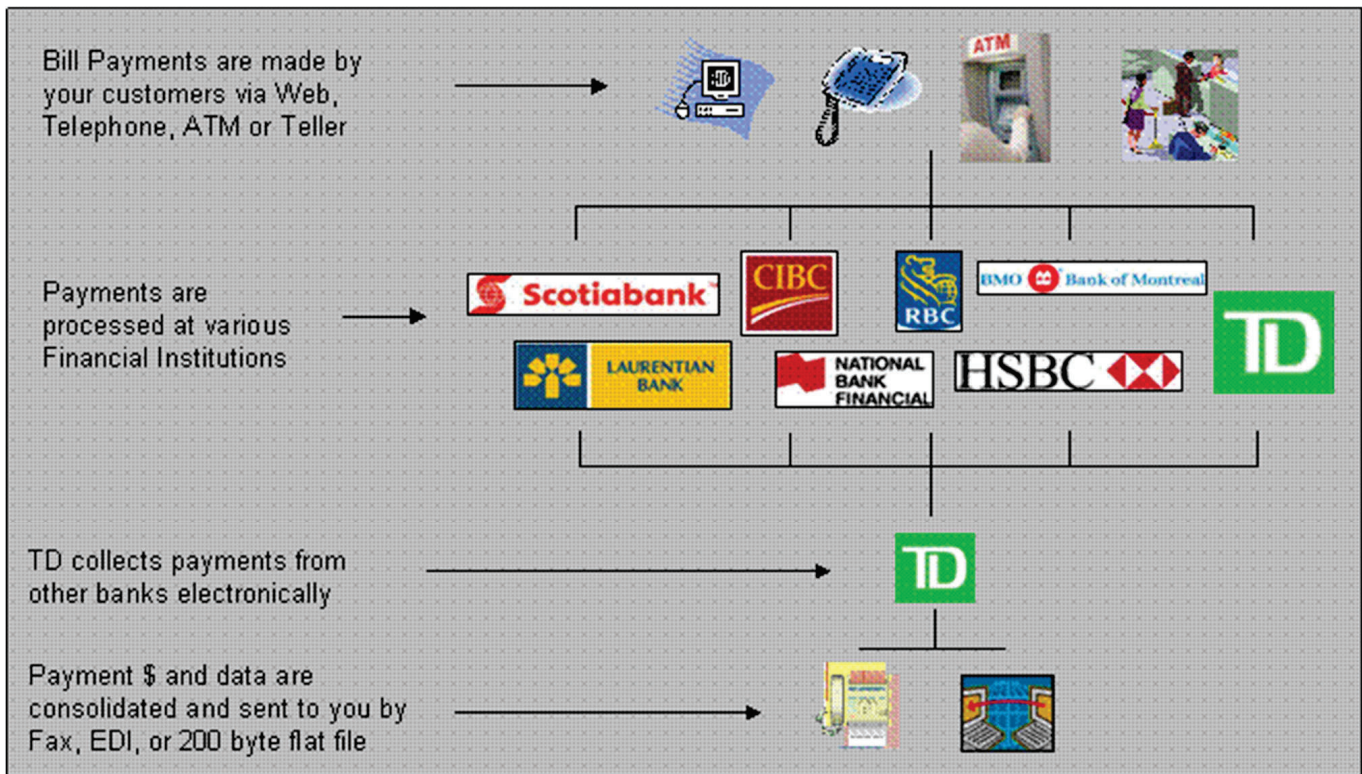 Bill Payments are made by
your customers via Web,
Telephone, ATM or Teller
ATM
Payments are
processed at various
Financial Institutions
Scotiabank
CIBC
RBC
BMO Bank of Montreal
TD
LAURENTIAN
BANK
NATIONAL
BANK
FINANCIAL
HSBC
TD collects payments from
other banks electronically
TD
Payment $ and data are
consolidated and sent to you by
Fax, EDI, or 200 byte flat file